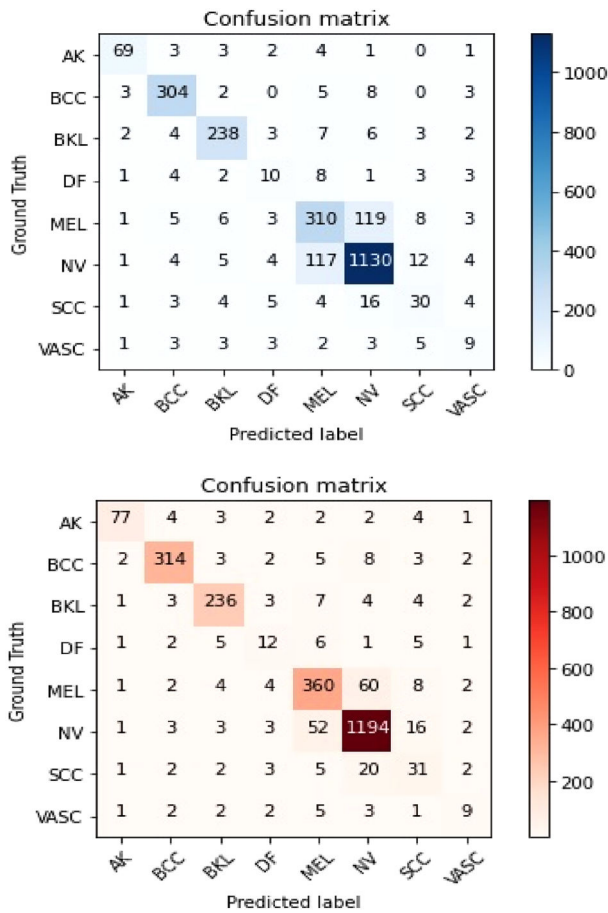 Confusion matrix
AK 69 3 3 2 4 1 0 1
BCC 3 304 2 0 5 8 0 3
BKL 2 4 238 3 7 6 3 2
DF 1 4 2 10 8 1 3 3
MEL 1 5 6 3 310 119 8 3
NV 1 4 5 4 117 1130 12 4
SCC 1 3 4 5 4 16 30 4
VASC 1 3 3 3 2 3 5 9
AK BCC BKL DF MEL NV SCC VASC
Ground Truth
Predicted label
1000
800
600
400
200
0
Confusion matrix
AK 77 4 3 2 2 2 4 1
BCC 2 314 3 2 5 8 3 2
BKL 1 3 236 3 7 4 4 2
DF 1 2 5 12 6 1 5 1
MEL 1 2 4 4 360 60 8 2
NV 1 3 3 3 52 1194 16 2
SCC 1 2 2 3 5 20 31 2
VASC 1 2 2 2 5 3 1 9
AK BCC BKL DF MEL NV SCC VASC
Ground Truth
Predicted label
1000
800
600
400
200